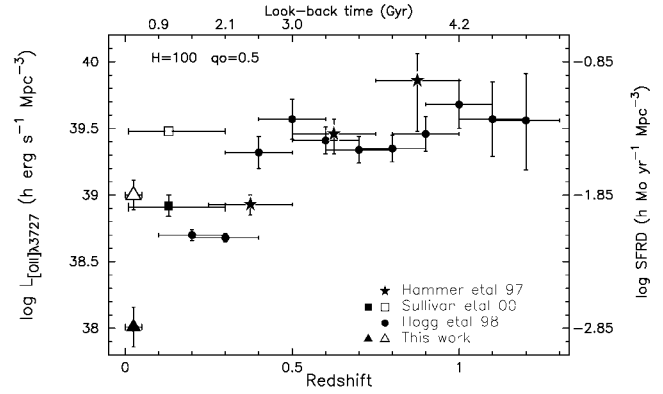 Look-back time (Gyr)
0.9 2.1 3.0 4.2
H=100 qo=0.5
40
39.5
39
38.5
38
log L[OII]λ3727 (h erg s⁻¹ Mpc⁻³)
-0.85
-1.85
-2.85
log SFRD (h Mo yr⁻¹ Mpc⁻³)
Hammer etal 97
Sullivan etal 00
Hogg etal 98
This work
0 0.5 1
Redshift